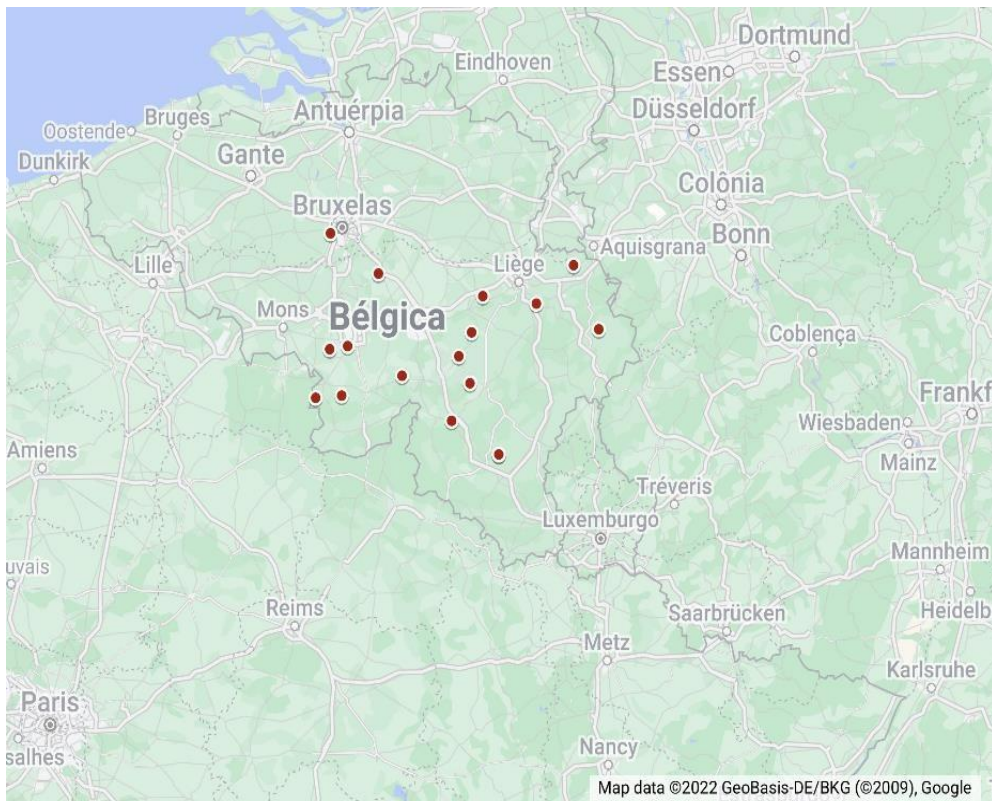 Dortmund
Eindhoven
Essen
Düsseldorf
Antuérpia
Bruges
Oostende
Dunkirk
Gante
Colônia
Bruxelas
Bonn
Aquisgrana
Lille
Liège
Mons
Bélgica
Coblença
Frankf
Wiesbaden
Mainz
Amiens
Tréveris
Luxemburgo
Mannheim
uvais
Reims
Saarbrücken
Heidelb
Metz
Karlsruhe
Paris
salhes
Nancy
Map data ©2022 GeoBasis-DE/BKG (©2009), Google